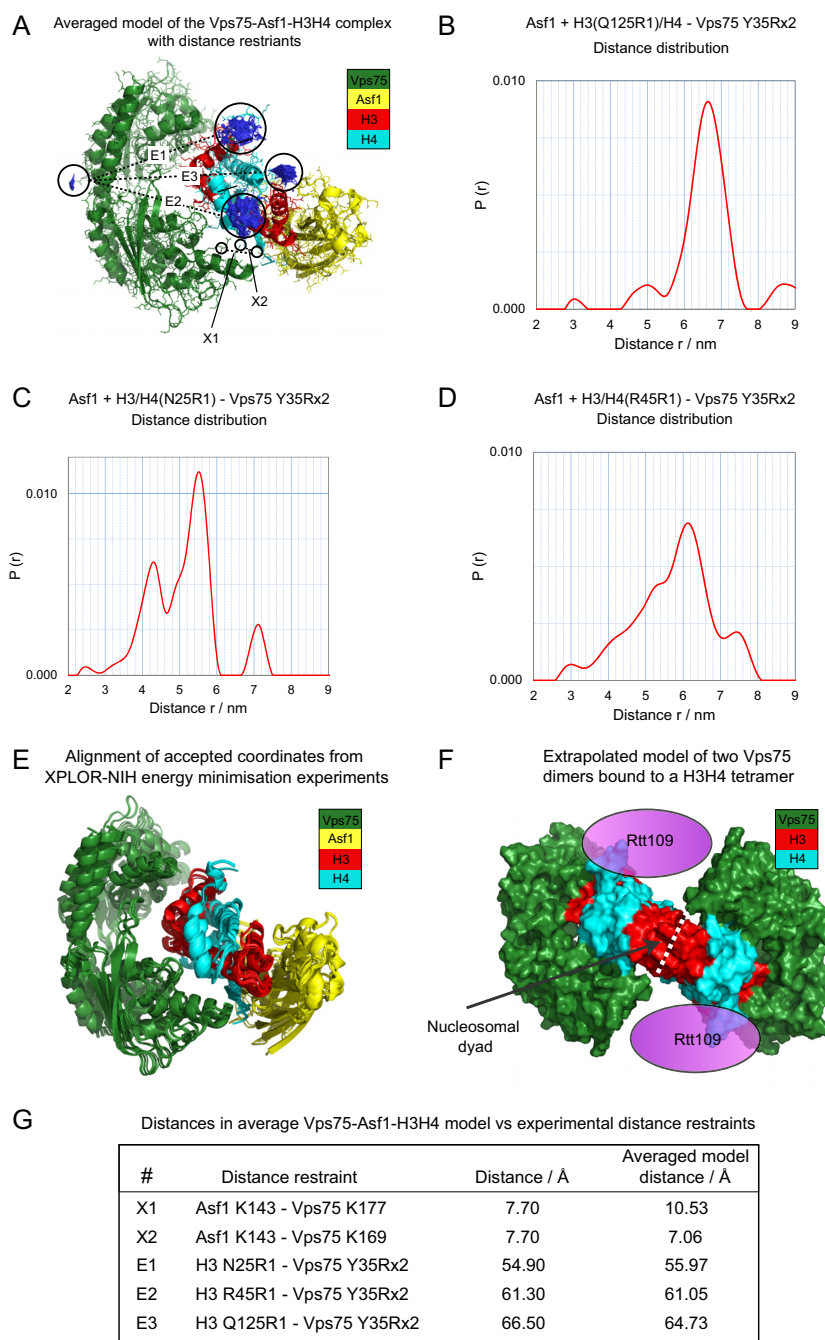 A
Averaged model of the Vps75-Asf1-H3H4 complex
with distance restriants
Vps75
Asf1
H3
H4
E1
E3
E2
X2
X1
B
Asf1 + H3(Q125R1)/H4 - Vps75 Y35Rx2
Distance distribution
0.010
P (r)
0.000
2 3 4 5 6 7 8 9
Distance r / nm
C
Asf1 + H3/H4(N25R1) - Vps75 Y35Rx2
Distance distribution
0.010
P (r)
0.000
2 3 4 5 6 7 8 9
Distance r / nm
D
Asf1 + H3/H4(R45R1) - Vps75 Y35Rx2
Distance distribution
0.010
P (r)
0.000
2 3 4 5 6 7 8 9
Distance r / nm
E
Alignment of accepted coordinates from
XPLOR-NIH energy minimisation experiments
Vps75
Asf1
H3
H4
F
Extrapolated model of two Vps75
dimers bound to a H3H4 tetramer
Vps75
H3
H4
Rtt109
Nucleosomal
dyad
Rtt109
G
Distances in average Vps75-Asf1-H3H4 model vs experimental distance restraints
# Distance restraint Distance / Å Averaged model distance / Å
X1 Asf1 K143 - Vps75 K177 7.70 10.53
X2 Asf1 K143 - Vps75 K169 7.70 7.06
E1 H3 N25R1 - Vps75 Y35Rx2 54.90 55.97
E2 H3 R45R1 - Vps75 Y35Rx2 61.30 61.05
E3 H3 Q125R1 - Vps75 Y35Rx2 66.50 64.73